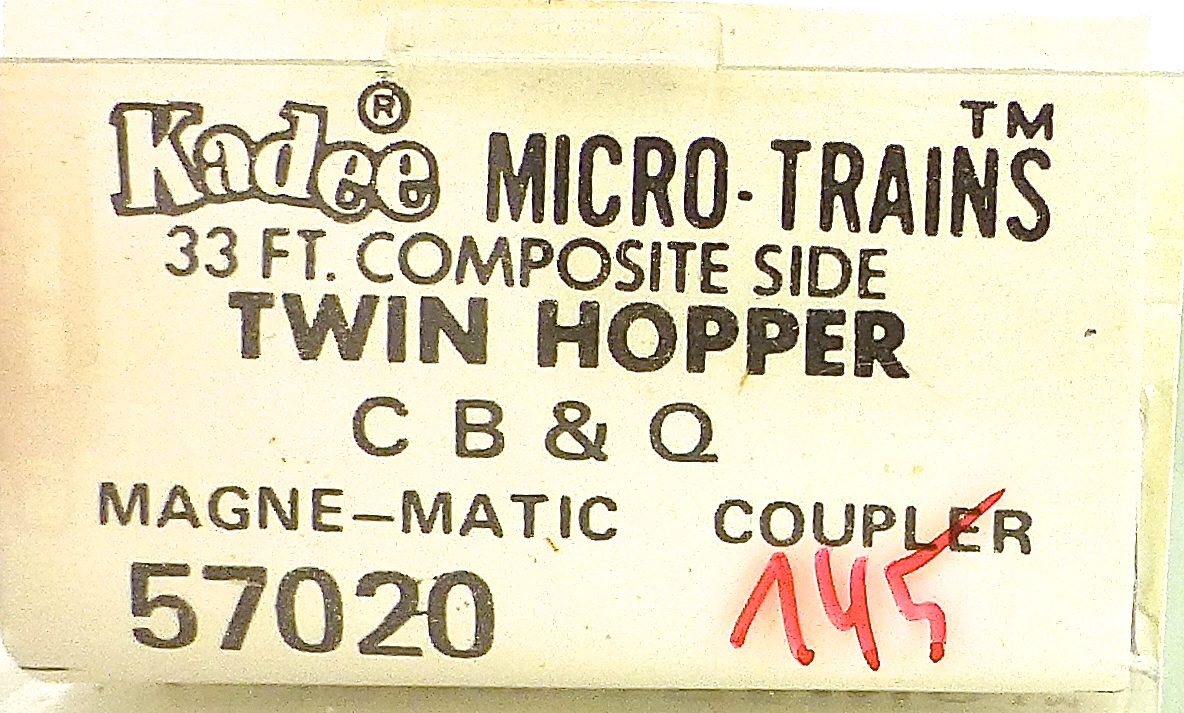 Kadee® MICRO-TRAINS™
33 FT. COMPOSITE SIDE
TWIN HOPPER
C B & Q
MAGNE-MATIC COUPLER
57020 145